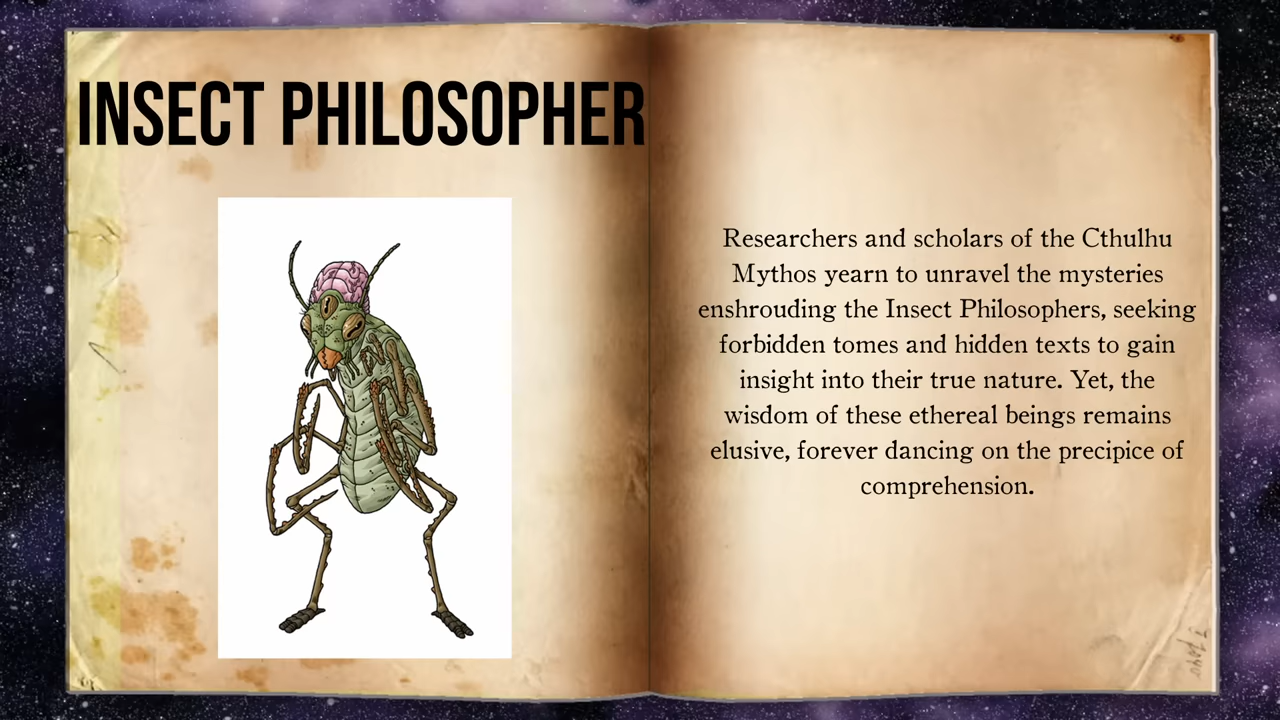 INSECT PHILOSOPHER
Researchers and scholars of the Cthulhu
Mythos yearn to unravel the mysteries
enshrouding the Insect Philosophers, seeking
forbidden tomes and hidden texts to gain
insight into their true nature. Yet, the
wisdom of these ethereal beings remains
elusive, forever dancing on the precipice of
comprehension.